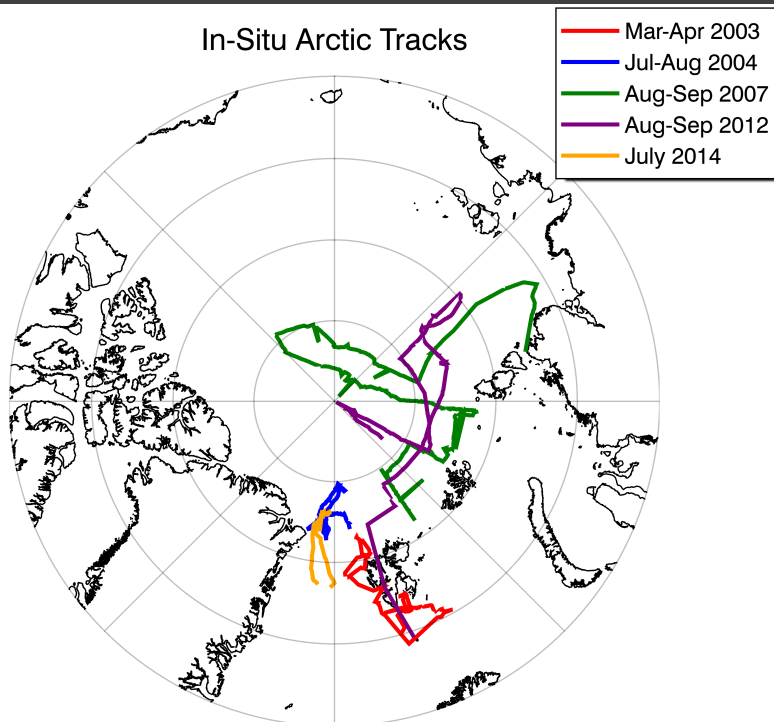 In-Situ Arctic Tracks
Mar-Apr 2003
Jul-Aug 2004
Aug-Sep 2007
Aug-Sep 2012
July 2014